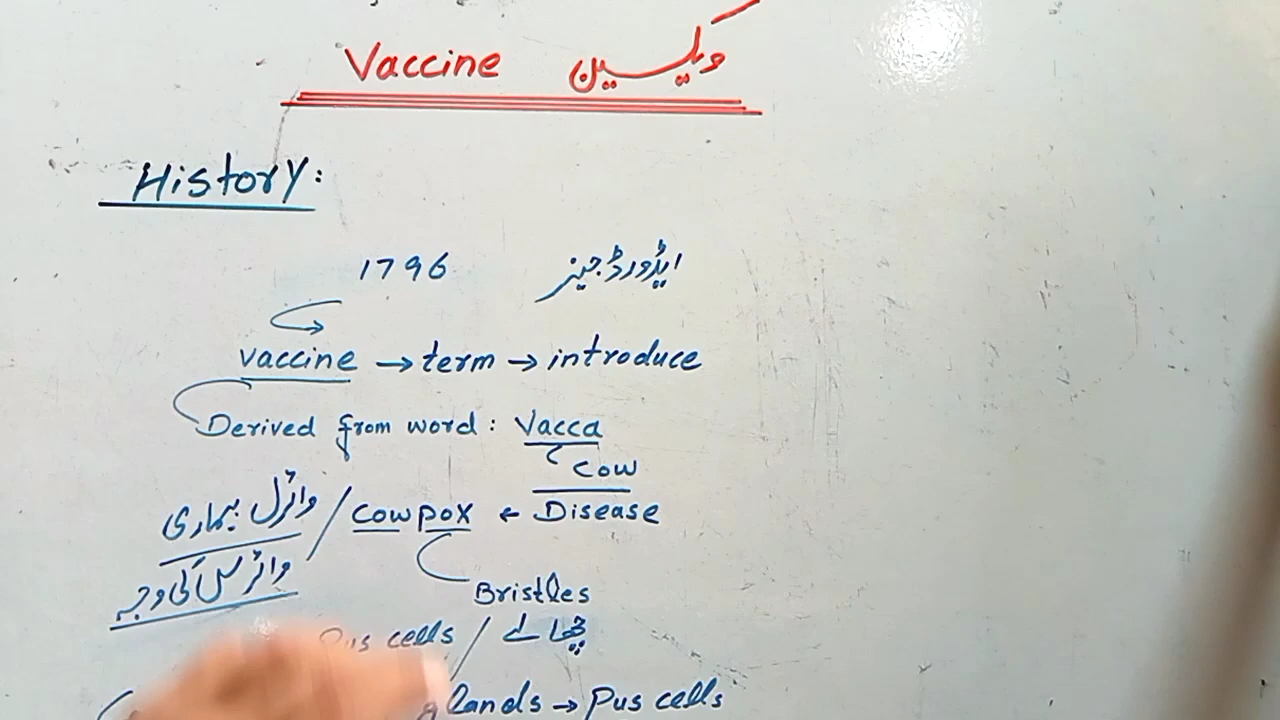 Vaccine ویکسین
History:
1796 ایڈورڈ جینر
vaccine → term → introduce
Derived from word: Vacca
Cow
وائرل بیماری / cowpox ← Disease
وائرس کی وجہ
Bristles
Pus cells / چھالے
glands → Pus cells